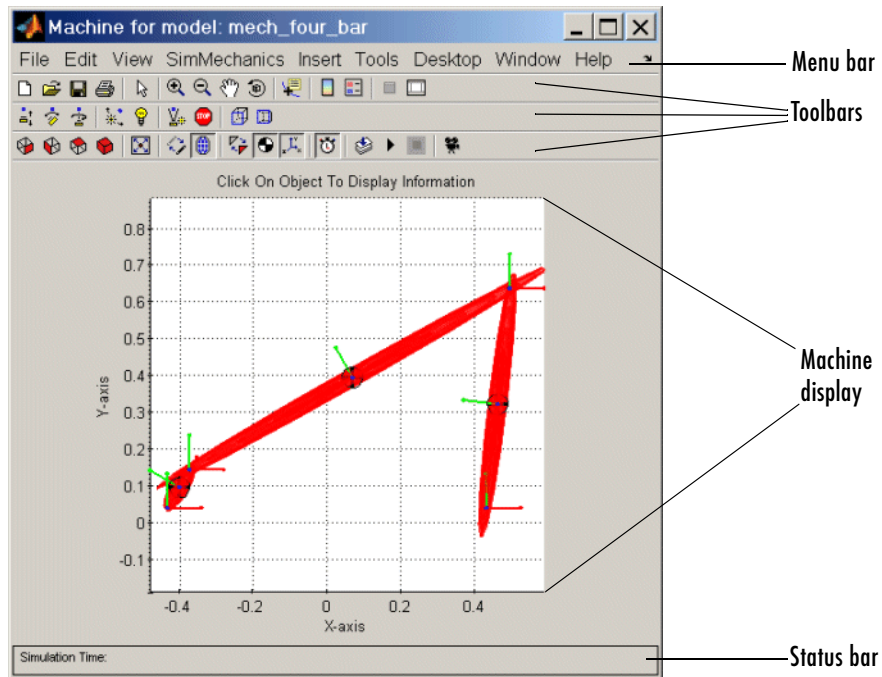 Machine for model: mech_four_bar
File Edit View SimMechanics Insert Tools Desktop Window Help
Menu bar
Toolbars
STOP
Click On Object To Display Information
0.8
0.7
0.6
0.5
0.4
0.3
0.2
0.1
0
-0.1
Y-axis
-0.4 -0.2 0 0.2 0.4
X-axis
Machine
display
Simulation Time:
Status bar